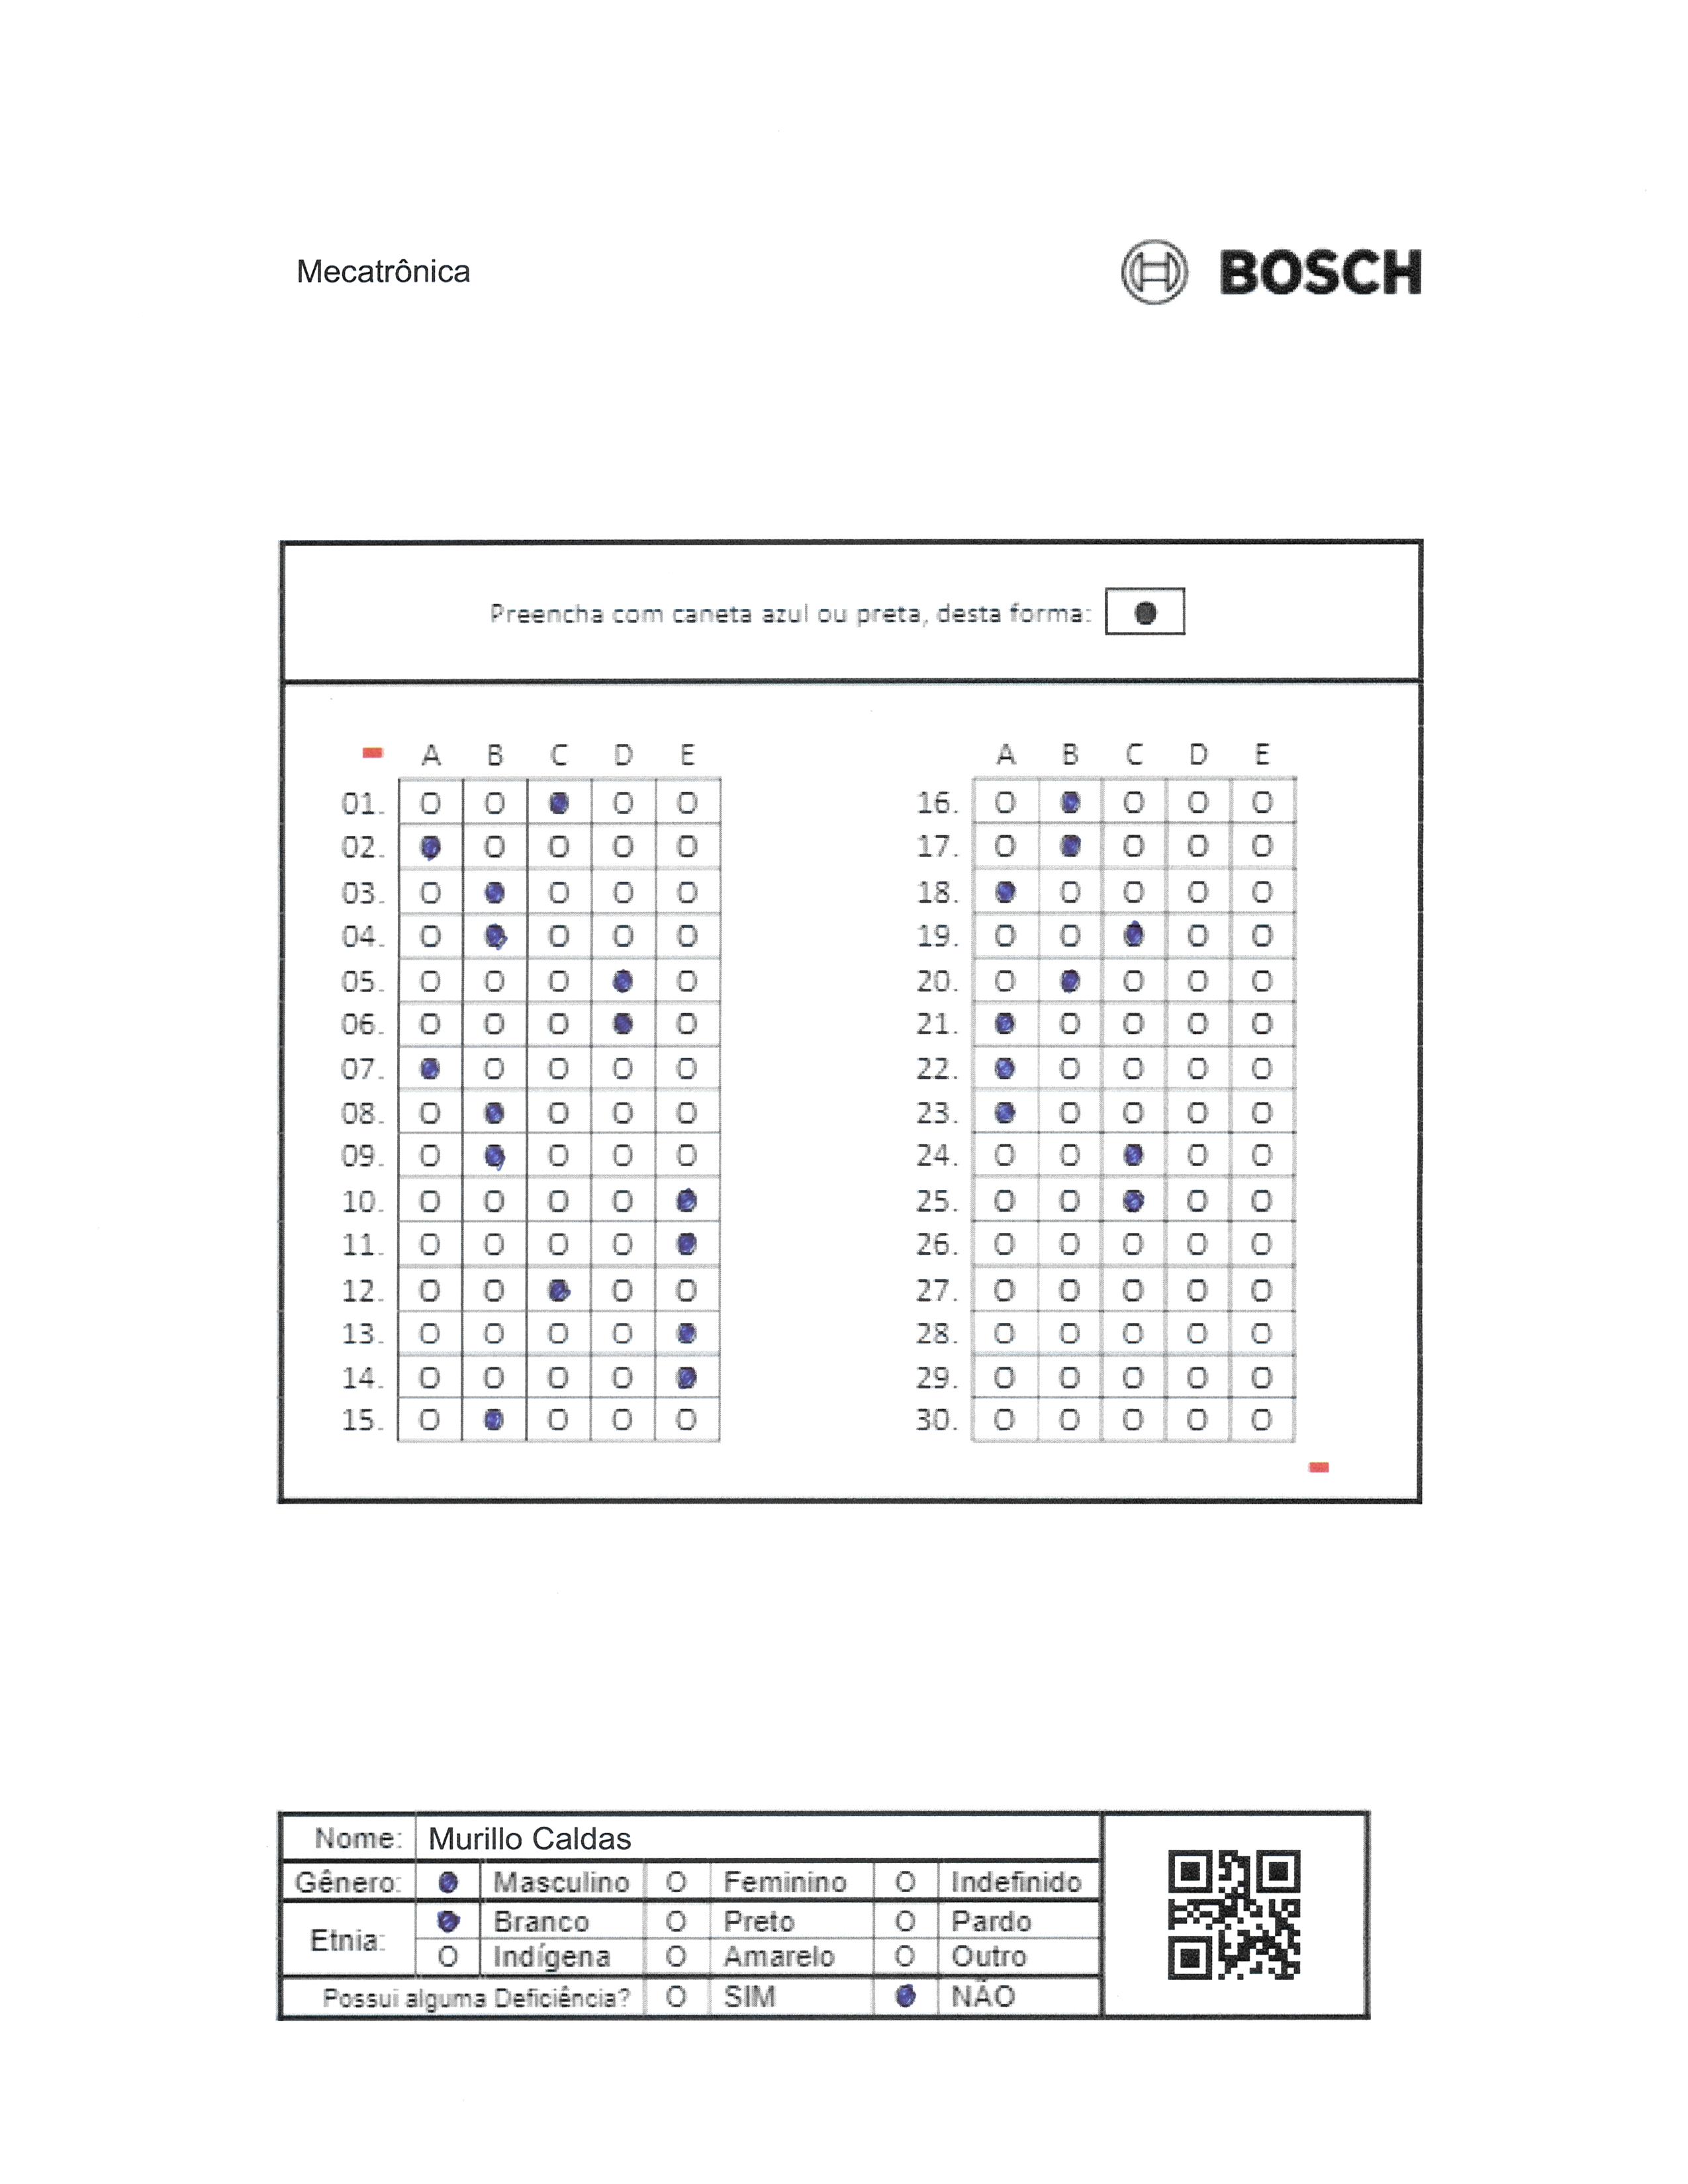 Mecatrônica
BOSCH
Preencha com caneta azul ou preta, desta forma:
A B C D E
01. O O O O
02. O O O O
03. O O O O
04. O O O O
05. O O O O
06. O O O O
07. O O O O
08. O O O O
09. O O O O
10. O O O O
11. O O O O
12. O O O O
13. O O O O
14. O O O O
15. O O O O
A B C D E
16. O O O O
17. O O O O
18. O O O O
19. O O O O
20. O O O O
21. O O O O
22. O O O O
23. O O O O
24. O O O O
25. O O O O
26. O O O O O
27. O O O O O
28. O O O O O
29. O O O O O
30. O O O O O
Nome: Murillo Caldas
Gênero: Masculino O Feminino O Indefinido
Etnia: Branco O Preto O Pardo
O Indígena O Amarelo O Outro
Possui alguma Deficiência? O SIM NÃO